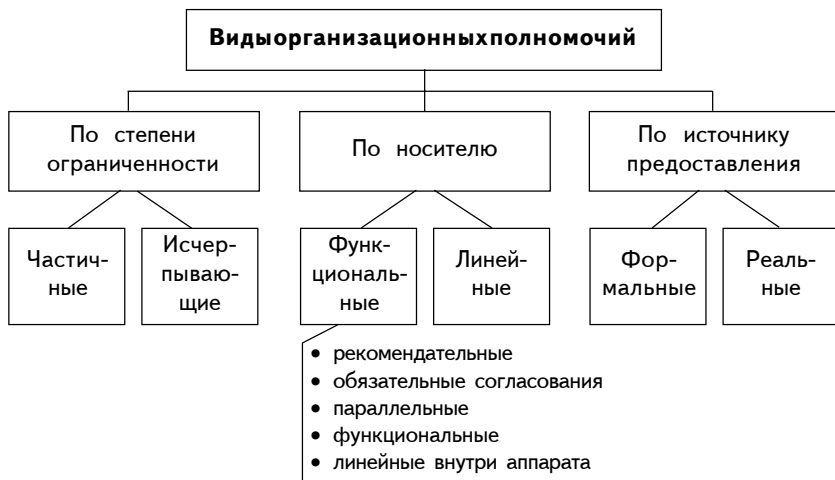 Видыорганизационныхполномочий
По степени
ограниченности
По носителю
По источнику
предоставления
Частич-
ные
Исчер-
пываю-
щие
Функ-
циональ-
ные
Линей-
ные
Фор-
мальные
Реаль-
ные
• рекомендательные
• обязательные согласования
• параллельные
• функциональные
• линейные внутри аппарата